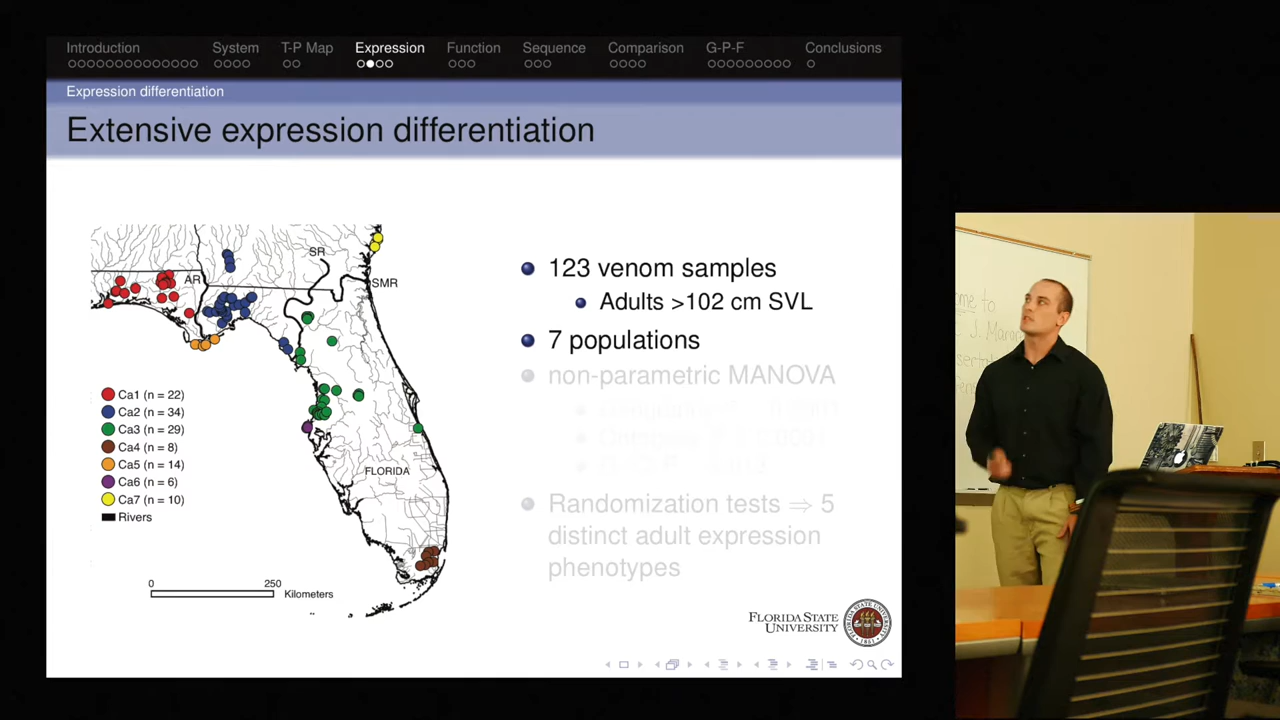 Introduction System T-P Map Expression Function Sequence Comparison G-P-F Conclusions
Expression differentiation
Extensive expression differentiation
SR
AR
SMR
FLORIDA
Ca1 (n = 22)
Ca2 (n = 34)
Ca3 (n = 29)
Ca4 (n = 8)
Ca5 (n = 14)
Ca6 (n = 6)
Ca7 (n = 10)
Rivers
0 250
Kilometers
123 venom samples
Adults >102 cm SVL
7 populations
non-parametric MANOVA
Randomization tests ⇒ 5
distinct adult expression
phenotypes
FLORIDA STATE
UNIVERSITY
to
J.